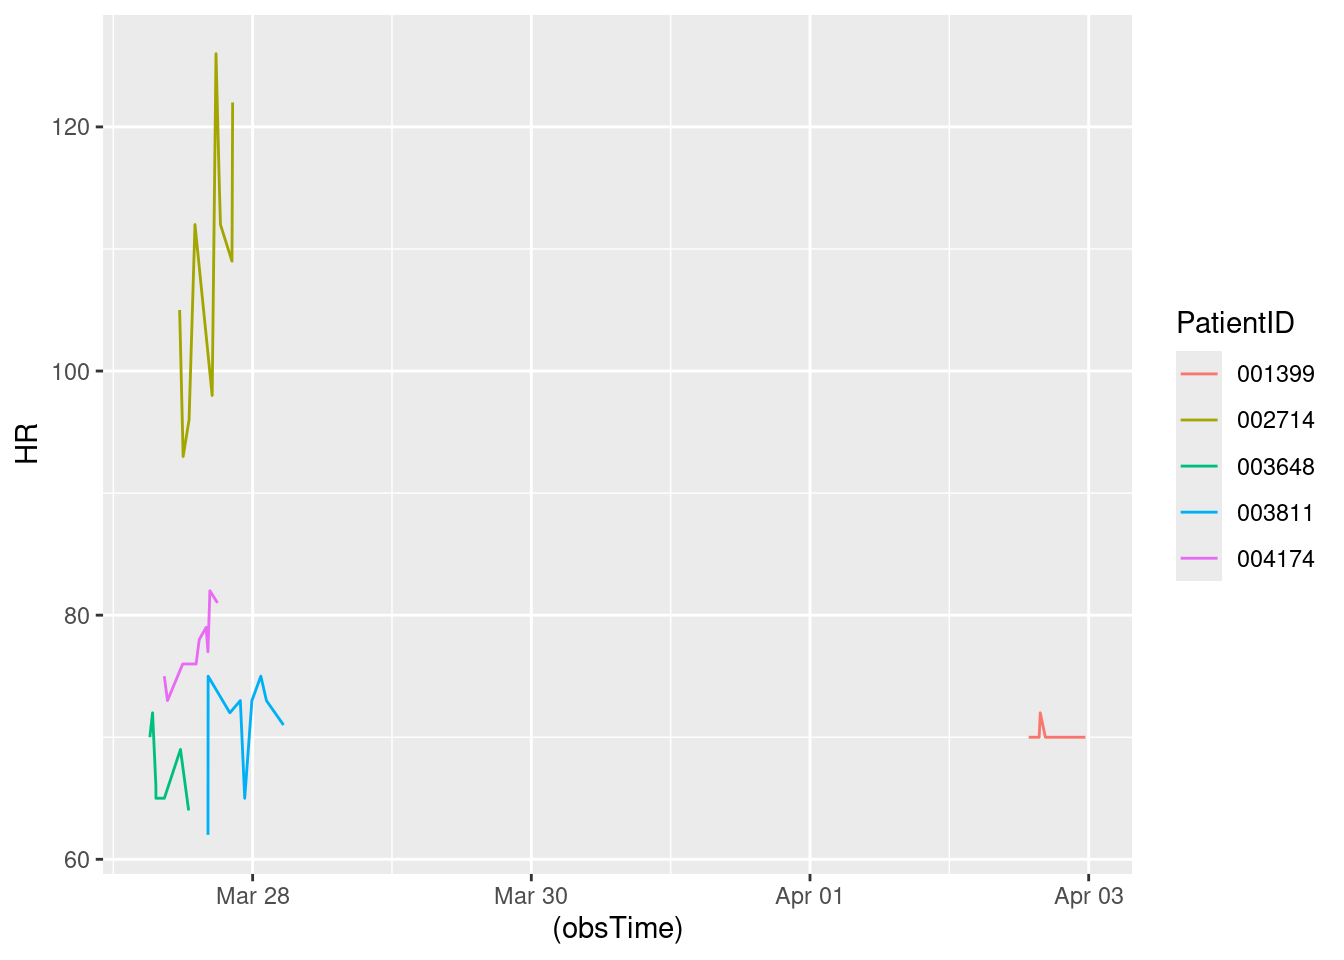 120
100
80
60
HR
Mar 28
Mar 30
Apr 01
Apr 03
(obsTime)
PatientID
001399
002714
003648
003811
004174